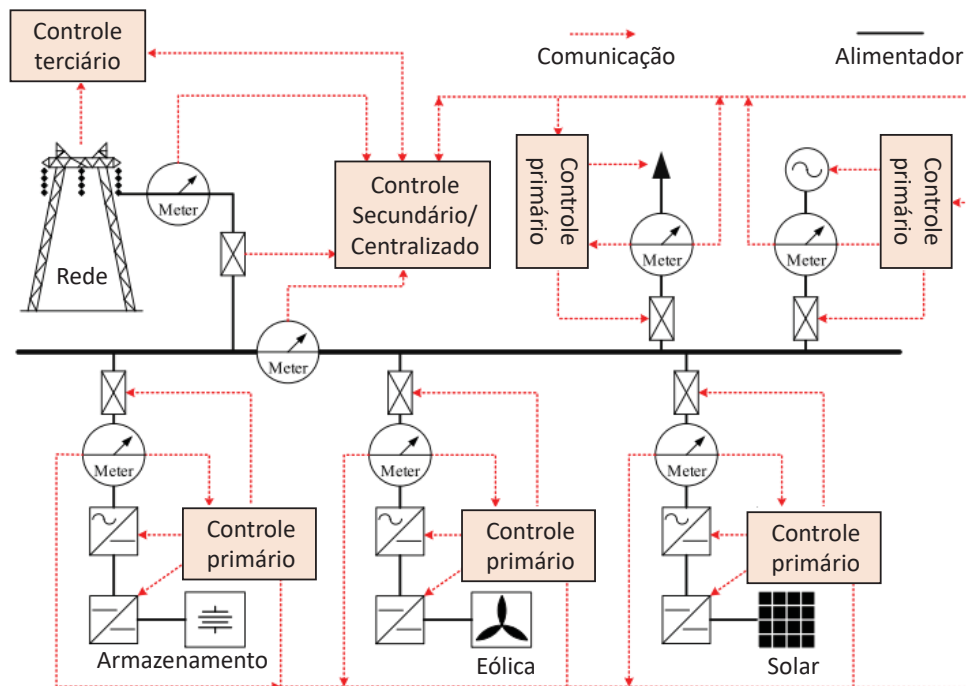 Controle
terciário
Comunicação
Alimentador
Controle
primário
Controle
primário
Controle
Secundário/
Centralizado
Meter
Meter
Meter
Rede
Meter
Meter
Meter
Meter
Controle
primário
Controle
primário
Controle
primário
Armazenamento
Eólica
Solar